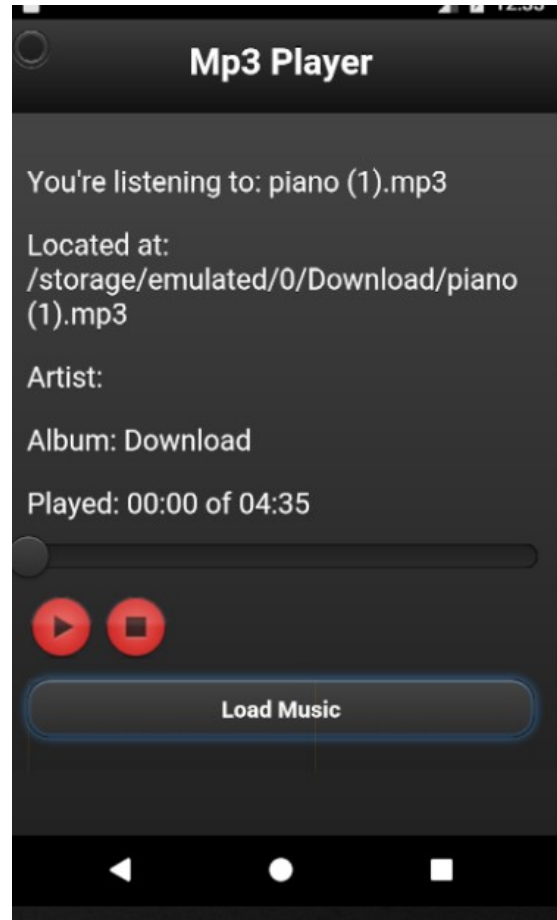 Mp3 Player
You're listening to: piano (1).mp3
Located at:
/storage/emulated/0/Download/piano
(1).mp3
Artist:
Album: Download
Played: 00:00 of 04:35
Load Music